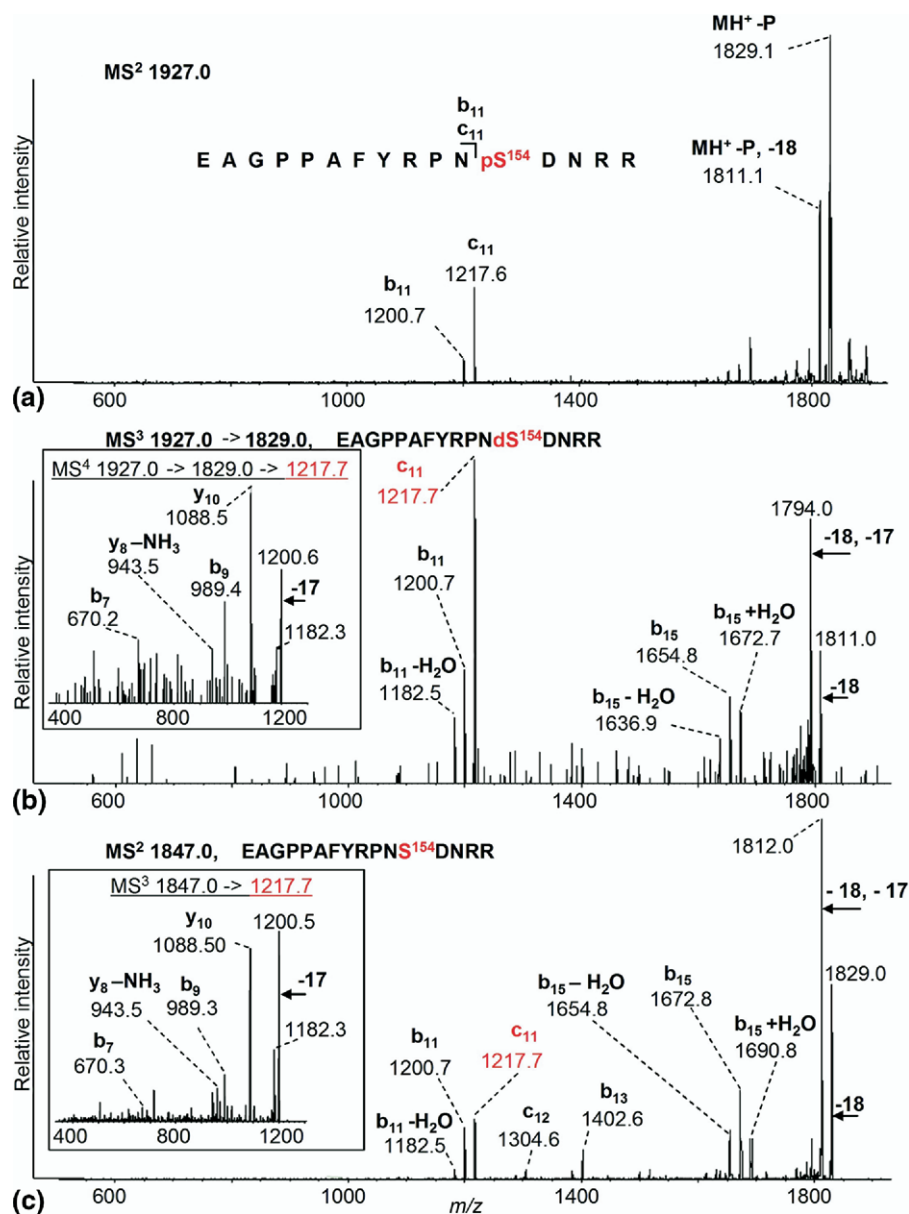 MH⁺ -P
1829.1
MS² 1927.0
b₁₁
c₁₁
E A G P P A F Y R P N pS¹⁵⁴ D N R R
MH⁺ -P, -18
1811.1
c₁₁
1217.6
b₁₁
1200.7
Relative intensity
(a)
600
1000
1400
1800
MS³ 1927.0 -> 1829.0, EAGPPAFYRPNdS¹⁵⁴DNRR
MS⁴ 1927.0 -> 1829.0 -> 1217.7
y₁₀
1088.5
y₈ –NH₃
943.5
b₉
989.4
1200.6
-17
b₇
670.2
1182.3
400
800
1200
c₁₁
1217.7
b₁₁
1200.7
b₁₁ -H₂O
1182.5
1794.0
-18, -17
b₁₅ +H₂O
1672.7
b₁₅
1654.8
1811.0
b₁₅ - H₂O
1636.9
-18
Relative intensity
(b)
600
1000
1400
1800
MS² 1847.0, EAGPPAFYRPNS¹⁵⁴DNRR
MS³ 1847.0 -> 1217.7
y₁₀
1088.50
1200.5
-17
y₈ –NH₃
943.5
b₉
989.3
1182.3
b₇
670.3
400
800
1200
1812.0
- 18, - 17
1829.0
b₁₅ – H₂O
1654.8
b₁₅
1672.8
b₁₅ +H₂O
1690.8
b₁₁
1200.7
c₁₁
1217.7
b₁₁ -H₂O
1182.5
c₁₂
1304.6
b₁₃
1402.6
-18
Relative intensity
(c)
600
1000
m/z
1400
1800